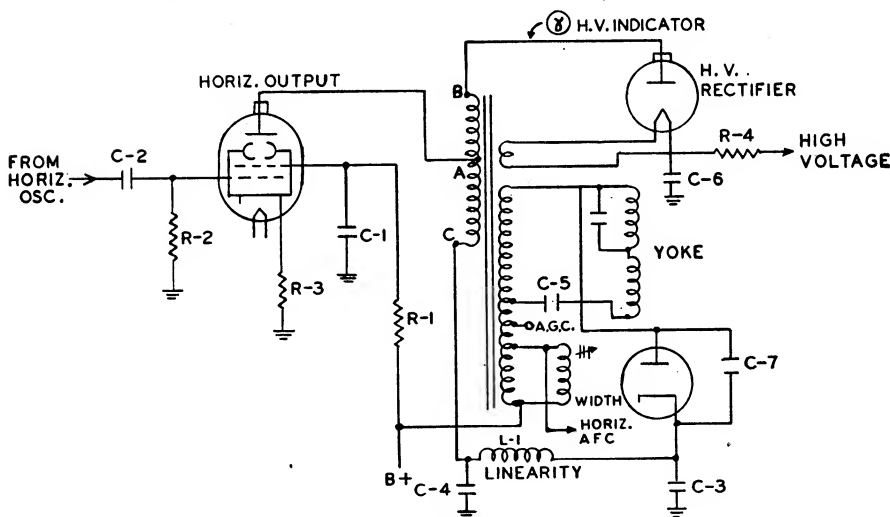 H.V. INDICATOR
HORIZ. OUTPUT
H.V.
RECTIFIER
B
C-2
R-4
HIGH
VOLTAGE
FROM
HORIZ.
OSC.
A
C-6
R-2
C-1
C
YOKE
C-5
R-3
R-1
A.G.C.
C-7
WIDTH
HORIZ.
AFC
L-1
LINEARITY
B+
C-4
C-3